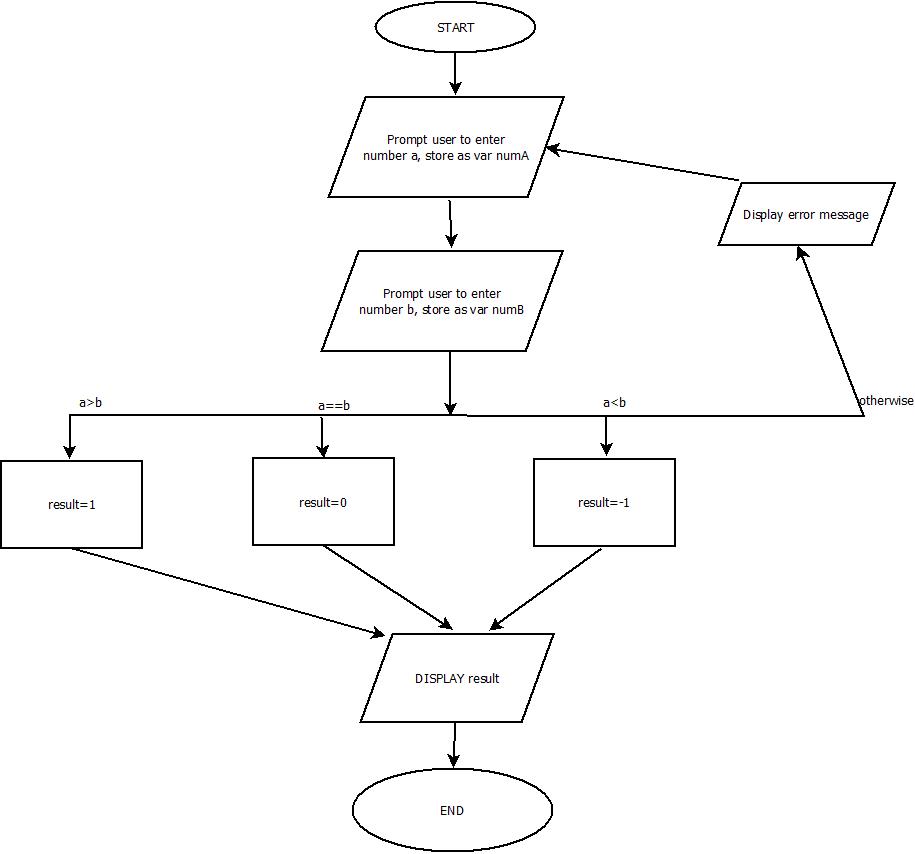 START
Prompt user to enter
number a, store as var numA
Display error message
Prompt user to enter
number b, store as var numB
a>b
a==b
a<b
otherwise
result=1
result=0
result=-1
DISPLAY result
END